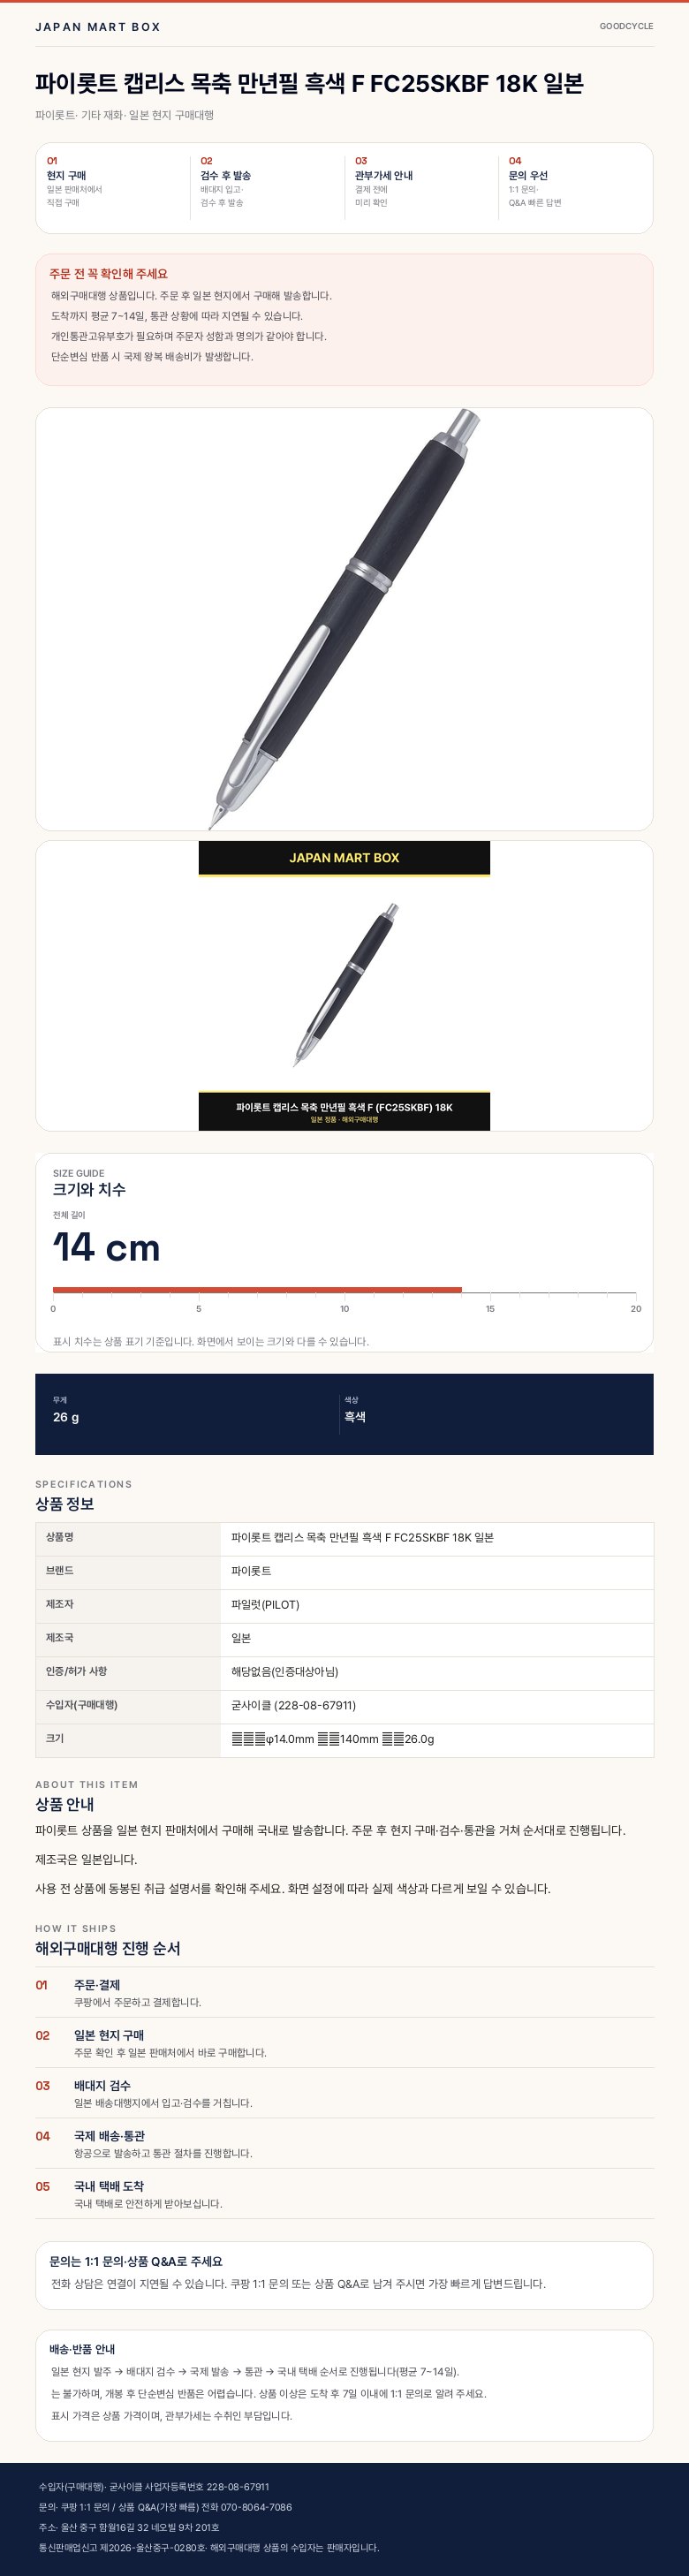 JAPAN MART BOX
GOODCYCLE
파이롯트 캡리스 목축 만년필 흑색 F FC25SKBF 18K 일본
파이롯트· 기타 재화· 일본 현지 구매대행
01
현지 구매
일본 판매처에서
직접 구매
02
검수 후 발송
배대지 입고·
검수 후 발송
03
관부가세 안내
결제 전에
미리 확인
04
문의 우선
1:1 문의·
Q&A 빠른 답변
주문 전 꼭 확인해 주세요
해외구매대행 상품입니다. 주문 후 일본 현지에서 구매해 발송합니다.
도착까지 평균 7~14일, 통관 상황에 따라 지연될 수 있습니다.
개인통관고유부호가 필요하며 주문자 성함과 명의가 같아야 합니다.
단순변심 반품 시 국제 왕복 배송비가 발생합니다.
JAPAN MART BOX
파이롯트 캡리스 목축 만년필 흑색 F (FC25SKBF) 18K
일본 정품 · 해외구매대행
SIZE GUIDE
크기와 치수
전체 길이
14 cm
0 5 10 15 20
표시 치수는 상품 표기 기준입니다. 화면에서 보이는 크기와 다를 수 있습니다.
무게
26 g
색상
흑색
SPECIFICATIONS
상품 정보
상품명 파이롯트 캡리스 목축 만년필 흑색 F FC25SKBF 18K 일본
브랜드 파이롯트
제조자 파일럿(PILOT)
제조국 일본
인증/허가 사항 해당없음(인증대상아님)
수입자(구매대행) 굳사이클 (228-08-67911)
크기 φ14.0mm 140mm 26.0g
ABOUT THIS ITEM
상품 안내
파이롯트 상품을 일본 현지 판매처에서 구매해 국내로 발송합니다. 주문 후 현지 구매·검수·통관을 거쳐 순서대로 진행됩니다.
제조국은 일본입니다.
사용 전 상품에 동봉된 취급 설명서를 확인해 주세요. 화면 설정에 따라 실제 색상과 다르게 보일 수 있습니다.
HOW IT SHIPS
해외구매대행 진행 순서
01 주문·결제
쿠팡에서 주문하고 결제합니다.
02 일본 현지 구매
주문 확인 후 일본 판매처에서 바로 구매합니다.
03 배대지 검수
일본 배송대행지에서 입고·검수를 거칩니다.
04 국제 배송·통관
항공으로 발송하고 통관 절차를 진행합니다.
05 국내 택배 도착
국내 택배로 안전하게 받아보십니다.
문의는 1:1 문의·상품 Q&A로 주세요
전화 상담은 연결이 지연될 수 있습니다. 쿠팡 1:1 문의 또는 상품 Q&A로 남겨 주시면 가장 빠르게 답변드립니다.
배송·반품 안내
일본 현지 발주 → 배대지 검수 → 국제 발송 → 통관 → 국내 택배 순서로 진행됩니다(평균 7~14일).
는 불가하며, 개봉 후 단순변심 반품은 어렵습니다. 상품 이상은 도착 후 7일 이내에 1:1 문의로 알려 주세요.
표시 가격은 상품 가격이며, 관부가세는 수취인 부담입니다.
수입자(구매대행)· 굳사이클 사업자등록번호 228-08-67911
문의· 쿠팡 1:1 문의 / 상품 Q&A(가장 빠름) 전화 070-8064-7086
주소· 울산 중구 함월16길 32 네오빌 9차 201호
통신판매업신고 제2026-울산중구-0280호· 해외구매대행 상품의 수입자는 판매자입니다.